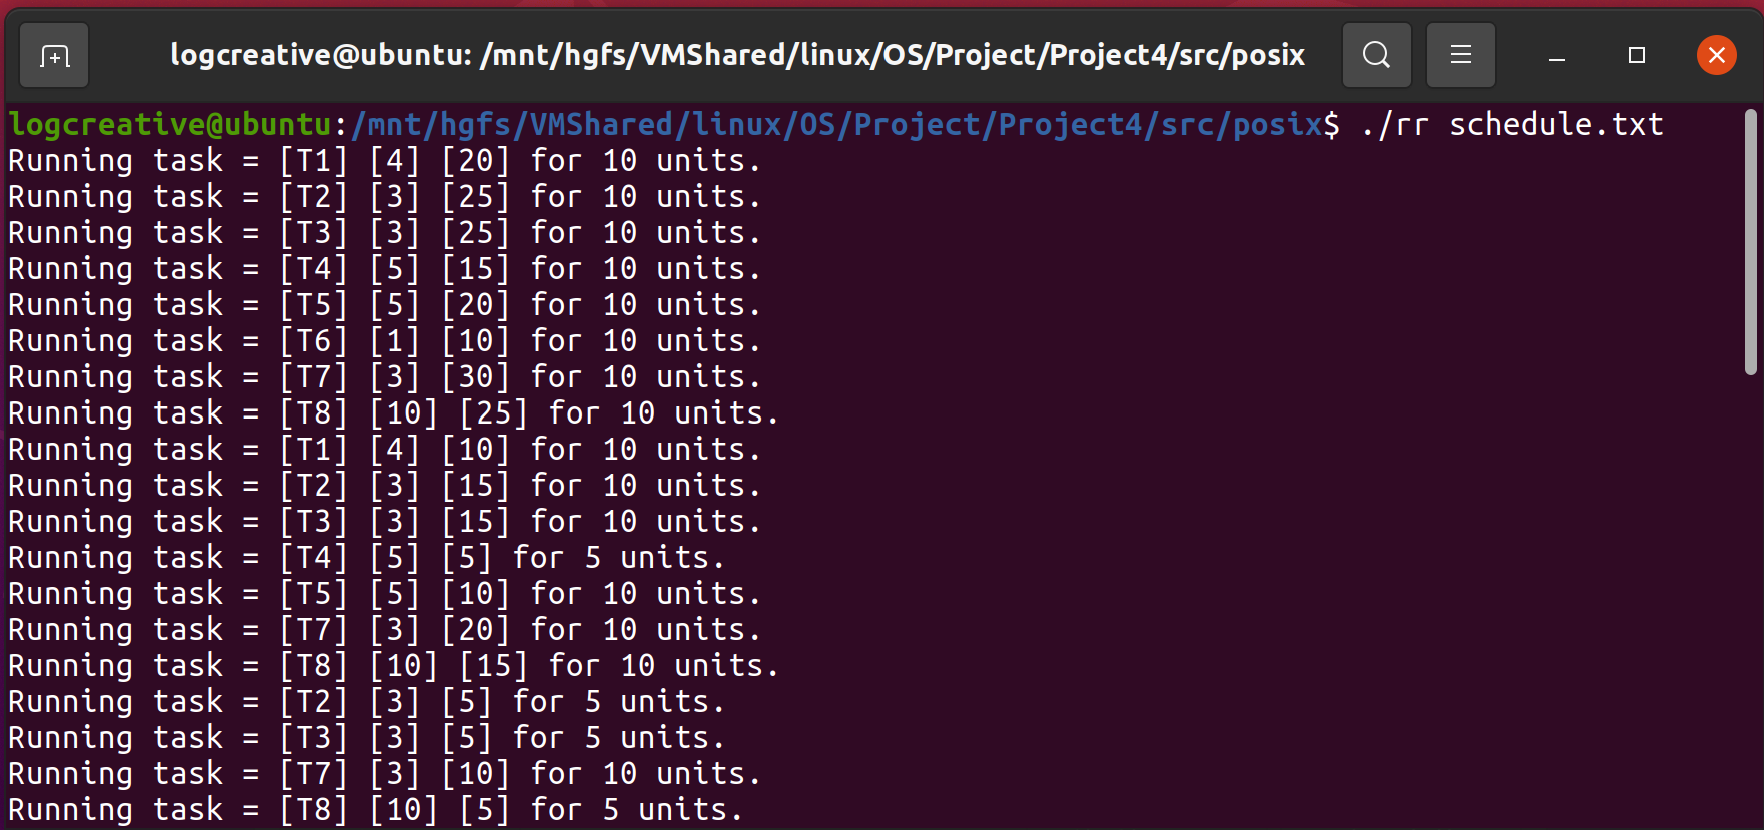 logcreative@ubuntu: /mnt/hgfs/VMShared/linux/OS/Project/Project4/src/posix
logcreative@ubuntu:/mnt/hgfs/VMShared/linux/OS/Project/Project4/src/posix$ ./rr schedule.txt
Running task = [T1] [4] [20] for 10 units.
Running task = [T2] [3] [25] for 10 units.
Running task = [T3] [3] [25] for 10 units.
Running task = [T4] [5] [15] for 10 units.
Running task = [T5] [5] [20] for 10 units.
Running task = [T6] [1] [10] for 10 units.
Running task = [T7] [3] [30] for 10 units.
Running task = [T8] [10] [25] for 10 units.
Running task = [T1] [4] [10] for 10 units.
Running task = [T2] [3] [15] for 10 units.
Running task = [T3] [3] [15] for 10 units.
Running task = [T4] [5] [5] for 5 units.
Running task = [T5] [5] [10] for 10 units.
Running task = [T7] [3] [20] for 10 units.
Running task = [T8] [10] [15] for 10 units.
Running task = [T2] [3] [5] for 5 units.
Running task = [T3] [3] [5] for 5 units.
Running task = [T7] [3] [10] for 10 units.
Running task = [T8] [10] [5] for 5 units.